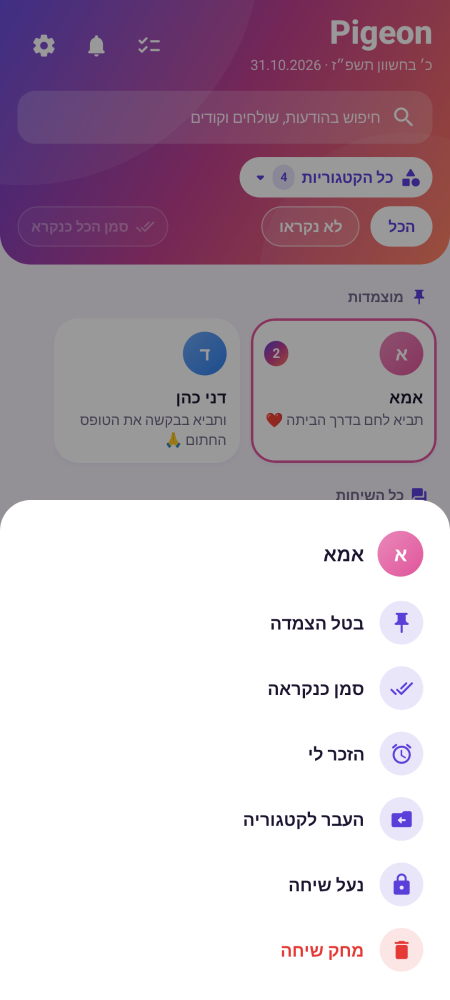 Pigeon
כ׳ בחשוון תשפ״ז · 31.10.2026
חיפוש בהודעות, שולחים וקודים
כל הקטגוריות 4
הכל
לא נקראו
סמן הכל כנקרא
מוצמדות
א
2
אמא
תביא לחם בדרך הביתה ❤️
ד
דני כהן
ותביא בבקשה את הטופס
החתום 🙏
כל השיחות
א
אמא
בטל הצמדה
סמן כנקראה
הזכר לי
העבר לקטגוריה
נעל שיחה
מחק שיחה